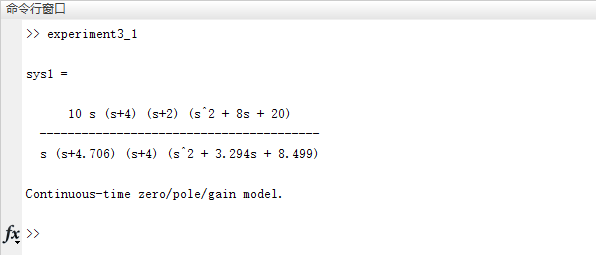 命令行窗口
>> experiment3_1
sys1 =
10 s (s+4) (s+2) (s^2 + 8s + 20)
----------------------------------------
s (s+4.706) (s+4) (s^2 + 3.294s + 8.499)
Continuous-time zero/pole/gain model.
fx >>